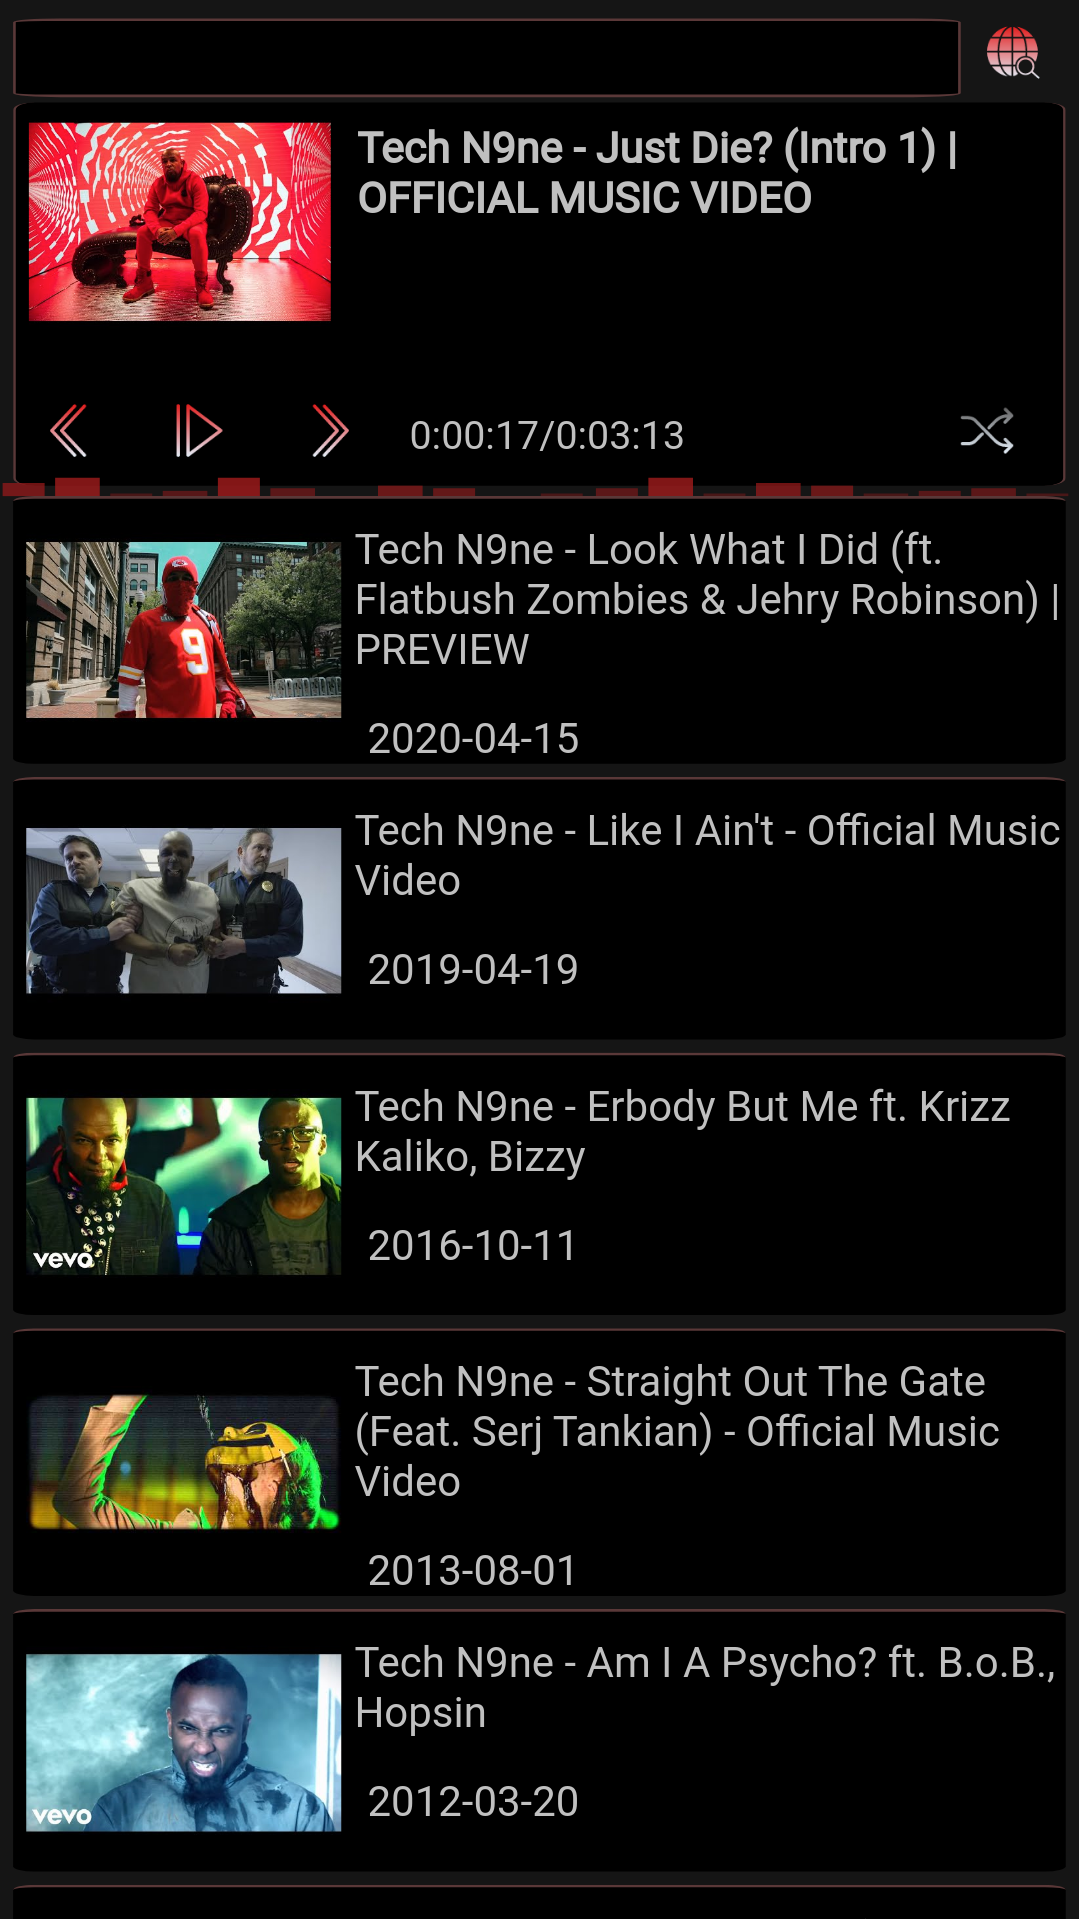 Tech N9ne - Just Die? (Intro 1) |
OFFICIAL MUSIC VIDEO
0:00:17/0:03:13
Tech N9ne - Look What I Did (ft.
Flatbush Zombies & Jehry Robinson) |
PREVIEW
9
2020-04-15
Tech N9ne - Like I Ain't - Official Music
Video
2019-04-19
Tech N9ne - Erbody But Me ft. Krizz
Kaliko, Bizzy
2016-10-11
vevo
Tech N9ne - Straight Out The Gate
(Feat. Serj Tankian) - Official Music
Video
2013-08-01
Tech N9ne - Am I A Psycho? ft. B.o.B.,
Hopsin
2012-03-20
vevo